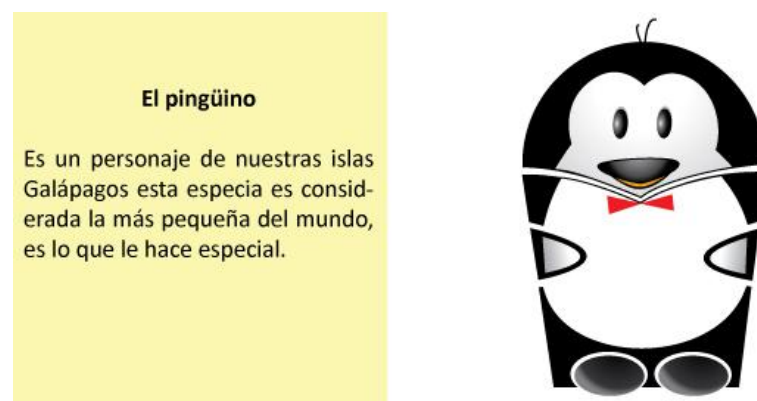 El pingüino
Es un personaje de nuestras islas
Galápagos esta especia es consid-
erada la más pequeña del mundo,
es lo que le hace especial.